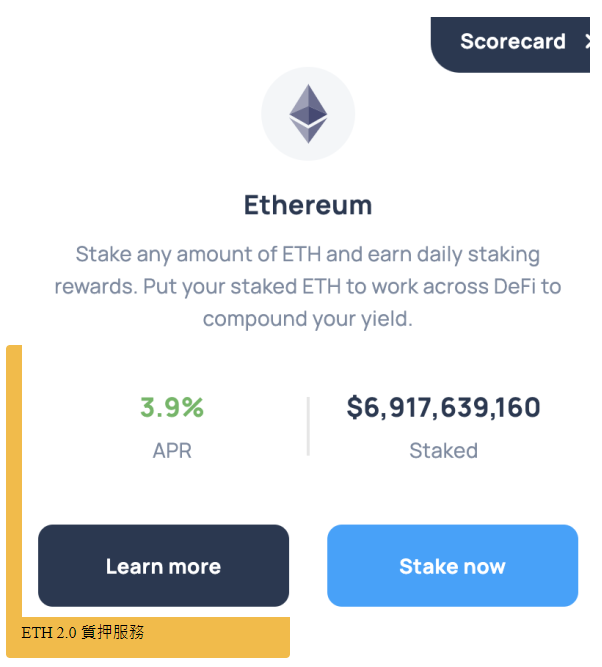 Scorecard
Ethereum
Stake any amount of ETH and earn daily staking
rewards. Put your staked ETH to work across DeFi to
compound your yield.
3.9% $6,917,639,160
APR Staked
Learn more Stake now
ETH 2.0 質押服務